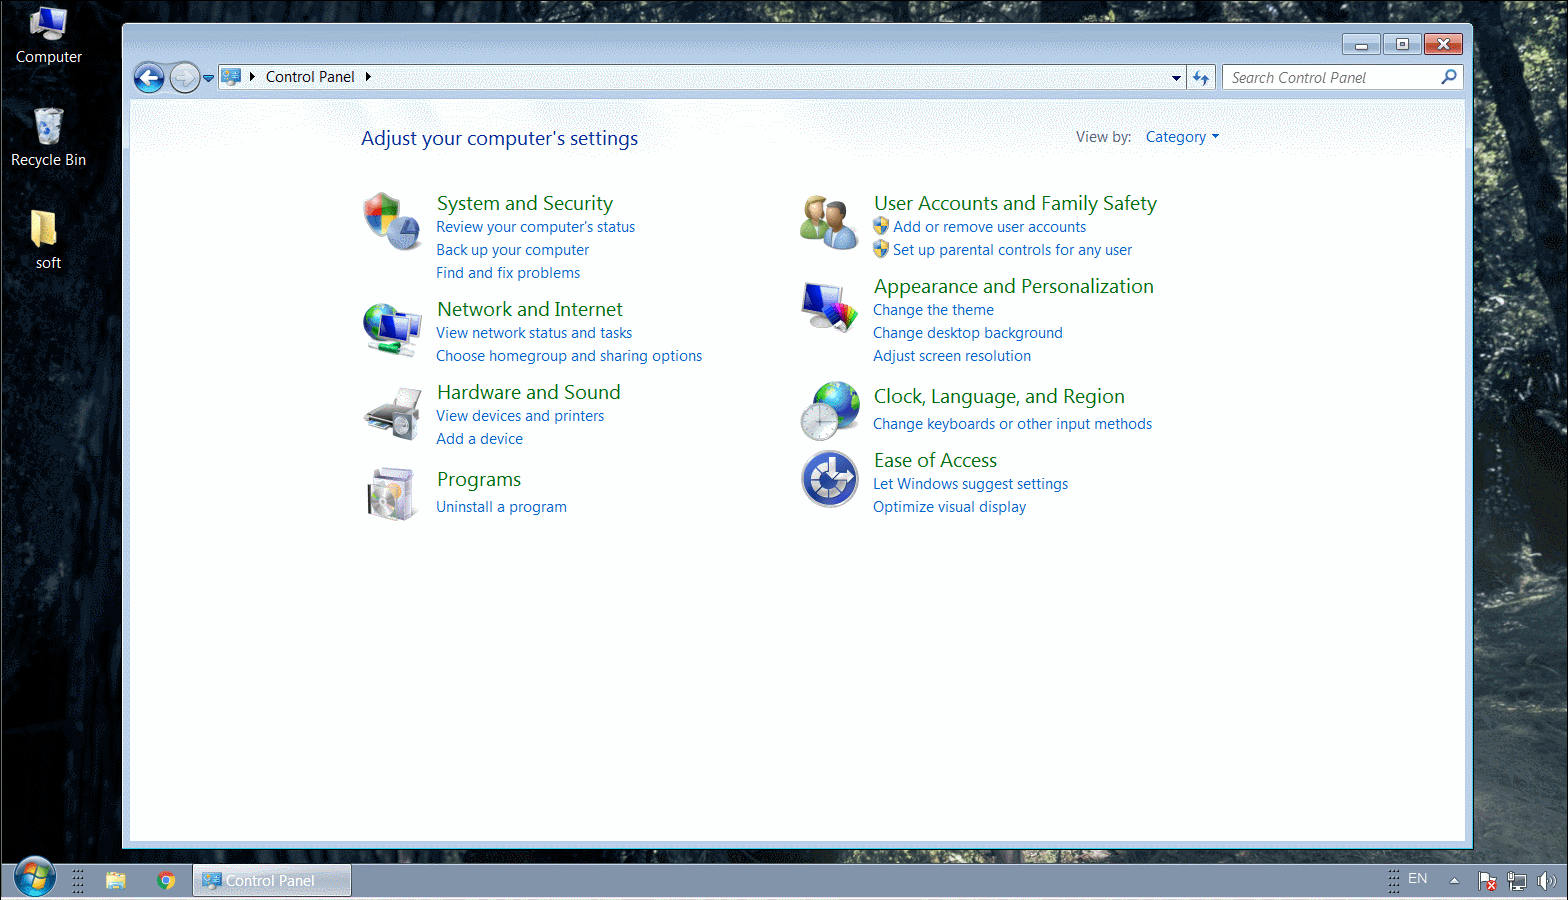 Computer
Recycle Bin
soft
Control Panel
Search Control Panel
Adjust your computer's settings
View by: Category
System and Security
Review your computer's status
Back up your computer
Find and fix problems
Network and Internet
View network status and tasks
Choose homegroup and sharing options
Hardware and Sound
View devices and printers
Add a device
Programs
Uninstall a program
User Accounts and Family Safety
Add or remove user accounts
Set up parental controls for any user
Appearance and Personalization
Change the theme
Change desktop background
Adjust screen resolution
Clock, Language, and Region
Change keyboards or other input methods
Ease of Access
Let Windows suggest settings
Optimize visual display
Control Panel
EN